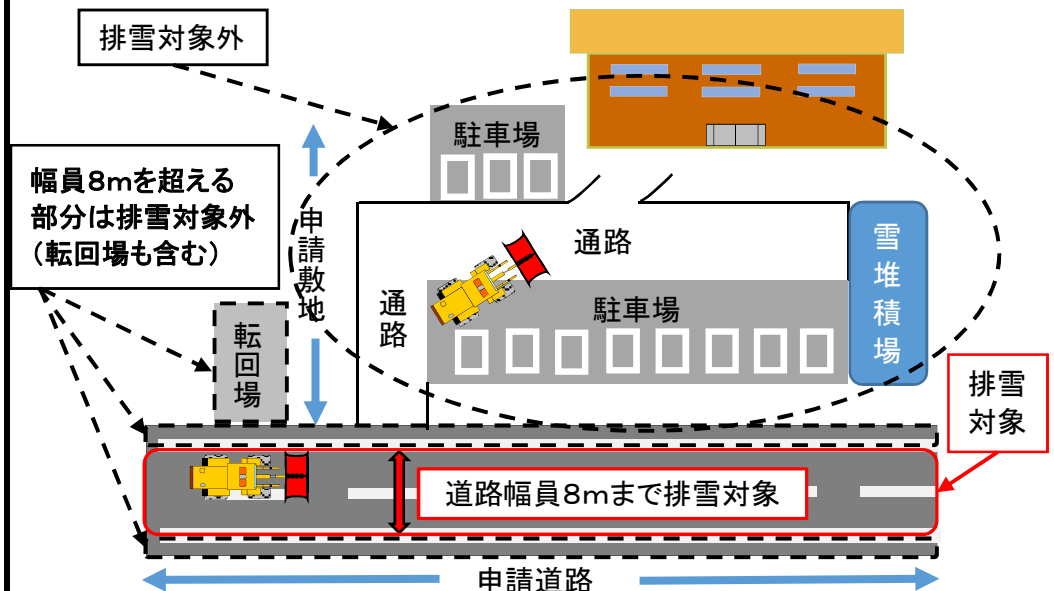 排雪対象外
駐車場
幅員8mを超える
部分は排雪対象外
(転回場も含む)
申請敷地
通路
雪堆積場
通路
駐車場
転回場
排雪
対象
道路幅員8mまで排雪対象
申請道路